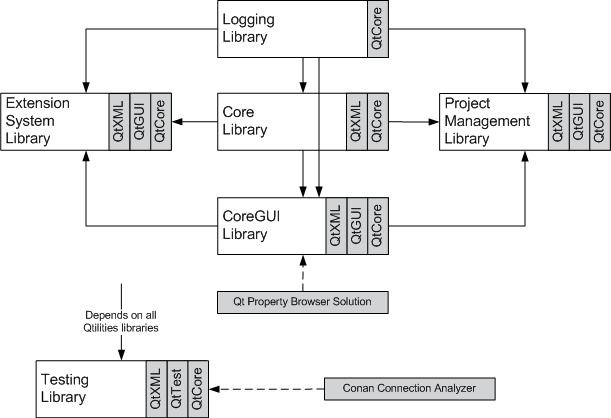 Logging
Library
QtCore
Extension
System
Library
QtXML
QtGUI
QtCore
Core
Library
QtXML
QtCore
Project
Management
Library
QtXML
QtGUI
QtCore
CoreGUI
Library
QtXML
QtGUI
QtCore
Qt Property Browser Solution
Depends on all
Qtilities libraries
Testing
Library
QtXML
QtTest
QtCore
Conan Connection Analyzer